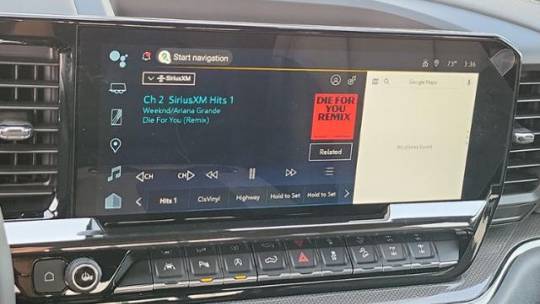 Start navigation
73°
3:36
SiriusXM
Google Maps
Ch 2 SiriusXM Hits 1
Weeknd/Ariana Grande
Die For You (Remix)
DIE FOR
YOU
REMIX
Related
CH
CH
Hits 1
ClsVinyl
Highway
Hold to Set
Hold to Set